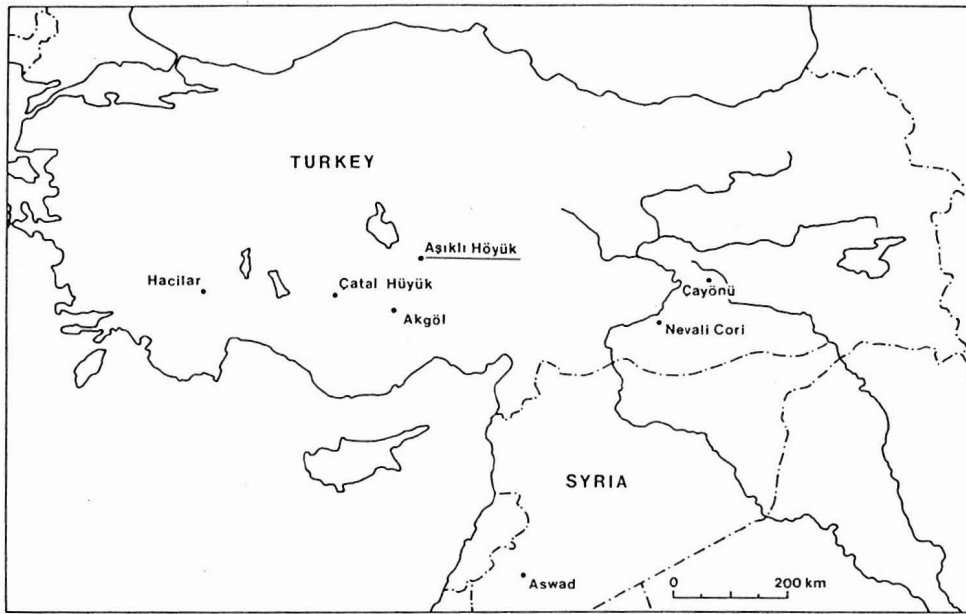 TURKEY
Aşıklı Höyük
Hacilar
Çatal Hüyük
Çayönü
Akgöl
Nevali Cori
SYRIA
Aswad
0 200 km